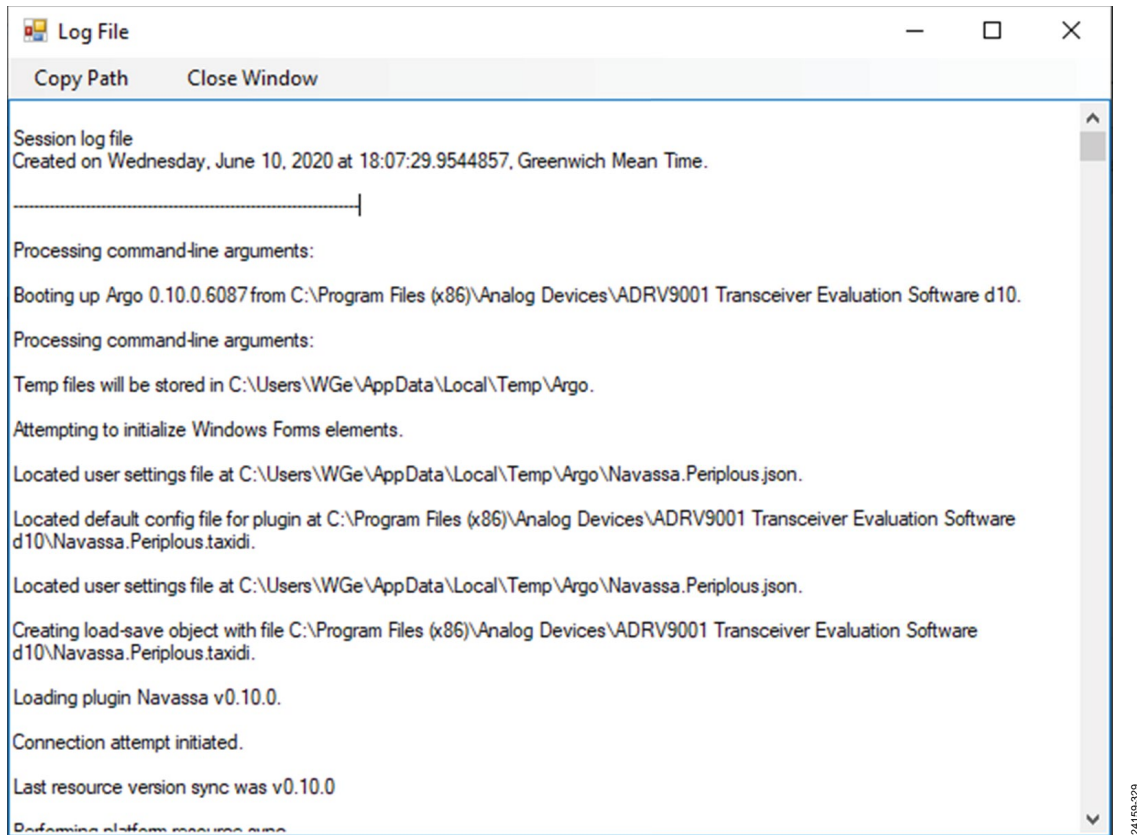 Log File
Copy Path Close Window
Session log file
Created on Wednesday, June 10, 2020 at 18:07:29.9544857, Greenwich Mean Time.
--------------------------------------------------------------------
Processing command-line arguments:
Booting up Argo 0.10.0.6087 from C:\Program Files (x86)\Analog Devices\ADRV9001 Transceiver Evaluation Software d10.
Processing command-line arguments:
Temp files will be stored in C:\Users\WGe\AppData\Local\Temp\Argo.
Attempting to initialize Windows Forms elements.
Located user settings file at C:\Users\WGe\AppData\Local\Temp\Argo\Navassa.Periplous.json.
Located default config file for plugin at C:\Program Files (x86)\Analog Devices\ADRV9001 Transceiver Evaluation Software
d10\Navassa.Periplous.taxidi.
Located user settings file at C:\Users\WGe\AppData\Local\Temp\Argo\Navassa.Periplous.json.
Creating load-save object with file C:\Program Files (x86)\Analog Devices\ADRV9001 Transceiver Evaluation Software
d10\Navassa.Periplous.taxidi.
Loading plugin Navassa v0.10.0.
Connection attempt initiated.
Last resource version sync was v0.10.0
Performing platform resource sync
24159-329